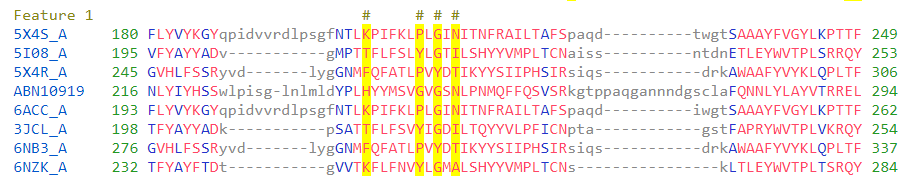 Feature 1 # # # #
5X4S_A 180 FLYVYKGYqpidvvrdlpsgfNTLKPIFKLPLGINITNFRAILTAFSpaqd----------twgtSAAAYFVGYLKPTTF 249
5I08_A 195 VFYAYYADv-------gMPTTFLFSLYLGTILSHYYVMPLTCNaiss----------ntdnETLEYWVTPLSRRQY 253
5X4R_A 245 GVHLFSSRyvd--------lyggNMFQFATLPVYDTIKYYSIIPHSIRsiqs----------drkAWAAFYVYKLQPLTF 306
ABN10919 216 NLYIYHSSwlpisg-lnlmldYPLHYYMSVGVGSNLPNMQFFQSVSRkgtppaqgannndgsclaFQNNLYLAYVTRREL 294
6ACC_A 193 FLYVYKGYqpidvvrdlpsgfNTLKPIFKLPLGINITNFRAILTAFSpaqd----------iwgtSAAAYFVGYLKPTTF 262
3JCL_A 198 TFYAYYADk--------pSATTFLFSVYIGDILTQYYVLPFICNpta-----------gstFAPRYWVTPLVKRQY 254
6NB3_A 276 GVHLFSSRyvd--------lyggNMFQFATLPVYDTIKYYSIIPHSIRsiqs----------drkAWAAFYVYKLQPLTF 337
6NZK_A 232 TFYAYFTDt--------gVVTKFLFNVYLGMALSHYYVMPLTCNs---------------kLTLEYWVTPLTSRQY 284